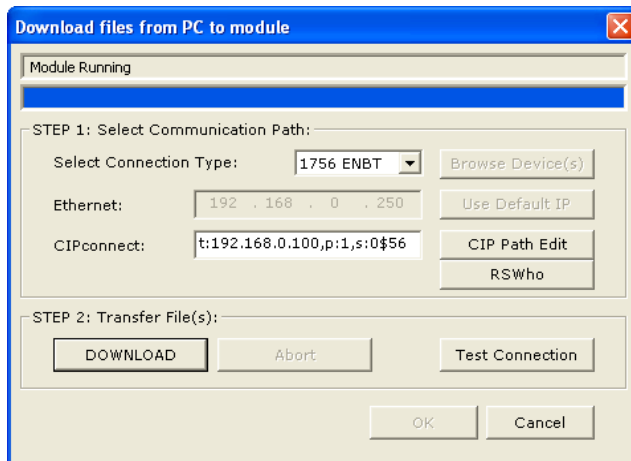 Download files from PC to module
Module Running
STEP 1: Select Communication Path:
Select Connection Type: 1756 ENBT Browse Device(s)
Ethernet: 192 . 168 . 0 . 250 Use Default IP
CIPconnect: t:192.168.0.100,p:1,s:0$56 CIP Path Edit
RSWho
STEP 2: Transfer File(s):
DOWNLOAD Abort Test Connection
OK Cancel